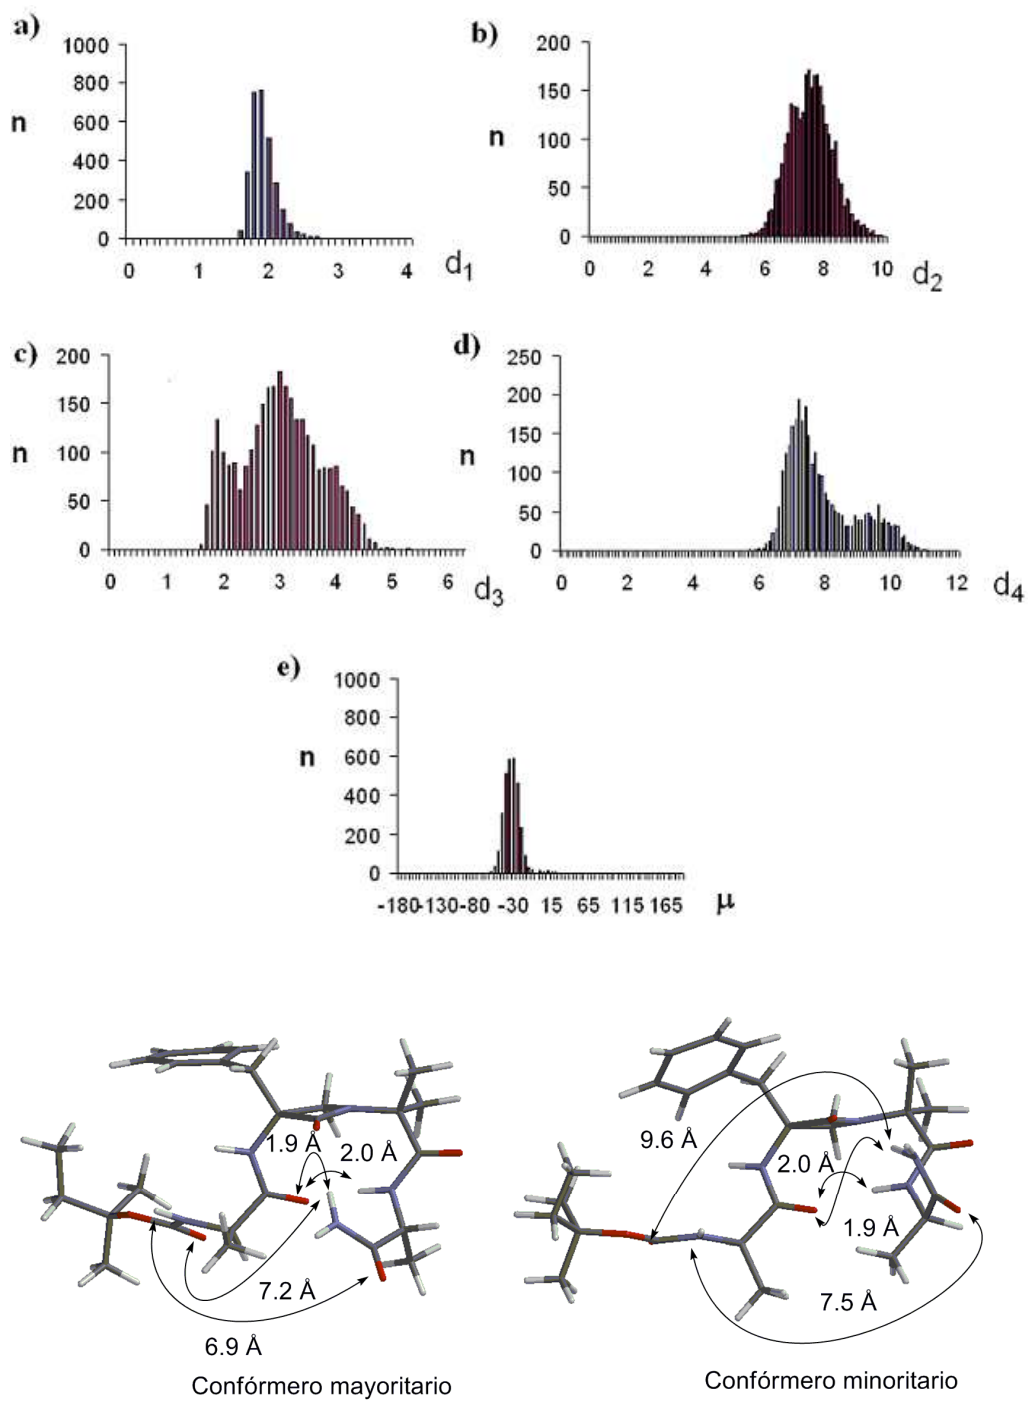 a)
1000
800
600
400
200
0
n
0 1 2 3 4 d1
b)
200
150
100
50
0
n
0 2 4 6 8 10 d2
c)
200
150
100
50
0
n
0 1 2 3 4 5 6 d3
d)
250
200
150
100
50
0
n
0 2 4 6 8 10 12 d4
e)
1000
800
600
400
200
0
n
-180 -130 -80 -30 15 65 115 165 μ
1.9 Å
2.0 Å
7.2 Å
6.9 Å
Confórmero mayoritario
9.6 Å
2.0 Å
1.9 Å
7.5 Å
Confórmero minoritario